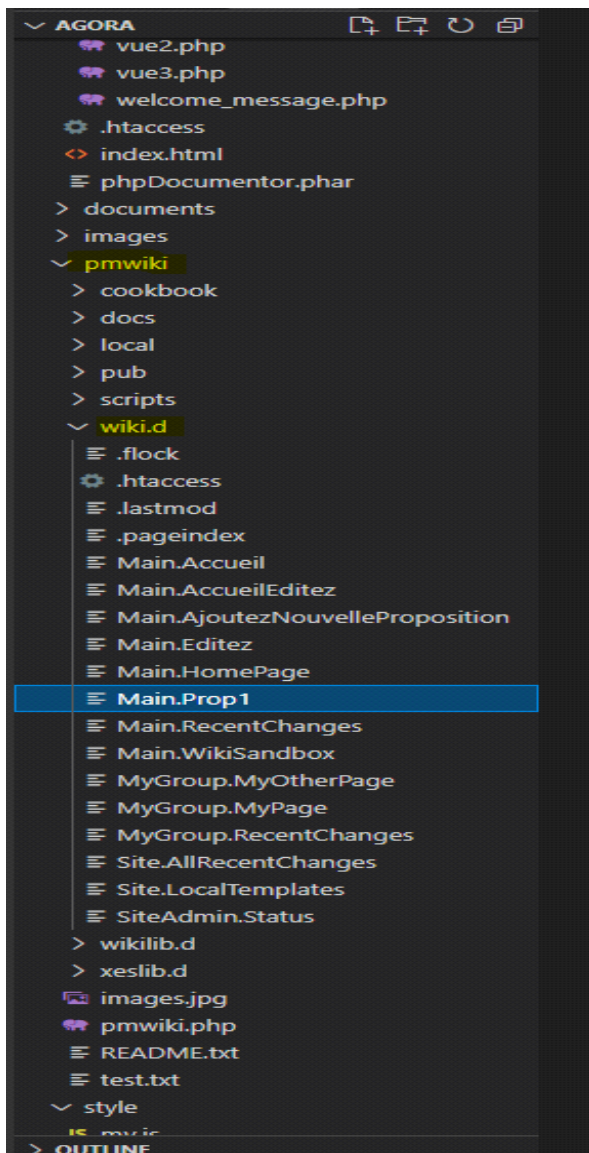 AGORA
vue2.php
vue3.php
welcome_message.php
.htaccess
<> index.html
phpDocumentor.phar
documents
images
pmwiki
cookbook
docs
local
pub
scripts
wiki.d
.flock
.htaccess
.lastmod
.pageindex
Main.Accueil
Main.AccueilEditez
Main.AjoutezNouvelleProposition
Main.Editez
Main.HomePage
Main.Prop1
Main.RecentChanges
Main.WikiSandbox
MyGroup.MyOtherPage
MyGroup.MyPage
MyGroup.RecentChanges
Site.AllRecentChanges
Site.LocalTemplates
SiteAdmin.Status
wikilib.d
xeslib.d
images.jpg
pmwiki.php
README.txt
test.txt
style
JS my.js
OUTLINE